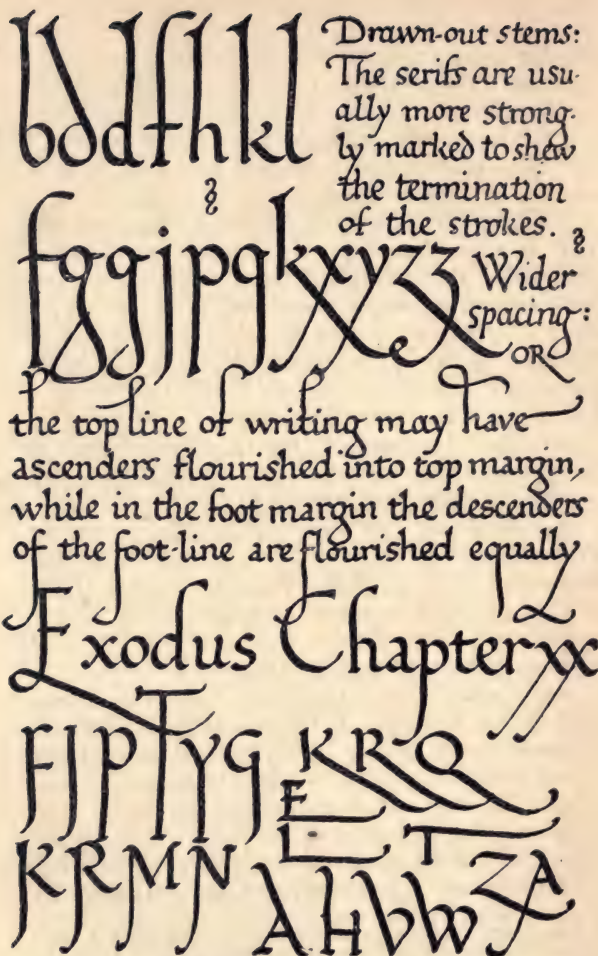 bddfhkl
Drawn-out stems:
The serifs are usu-
ally more strong-
ly marked to shew
the termination
of the strokes.
fggjpqkxyzz
Wider
spacing:
OR
the top line of writing may have
ascenders flourished into top margin,
while in the foot margin the descenders
of the foot-line are flourished equally
Exodus Chapter xx
FJPTYG
KRQ
E
L T
KRMN
AHVWZA